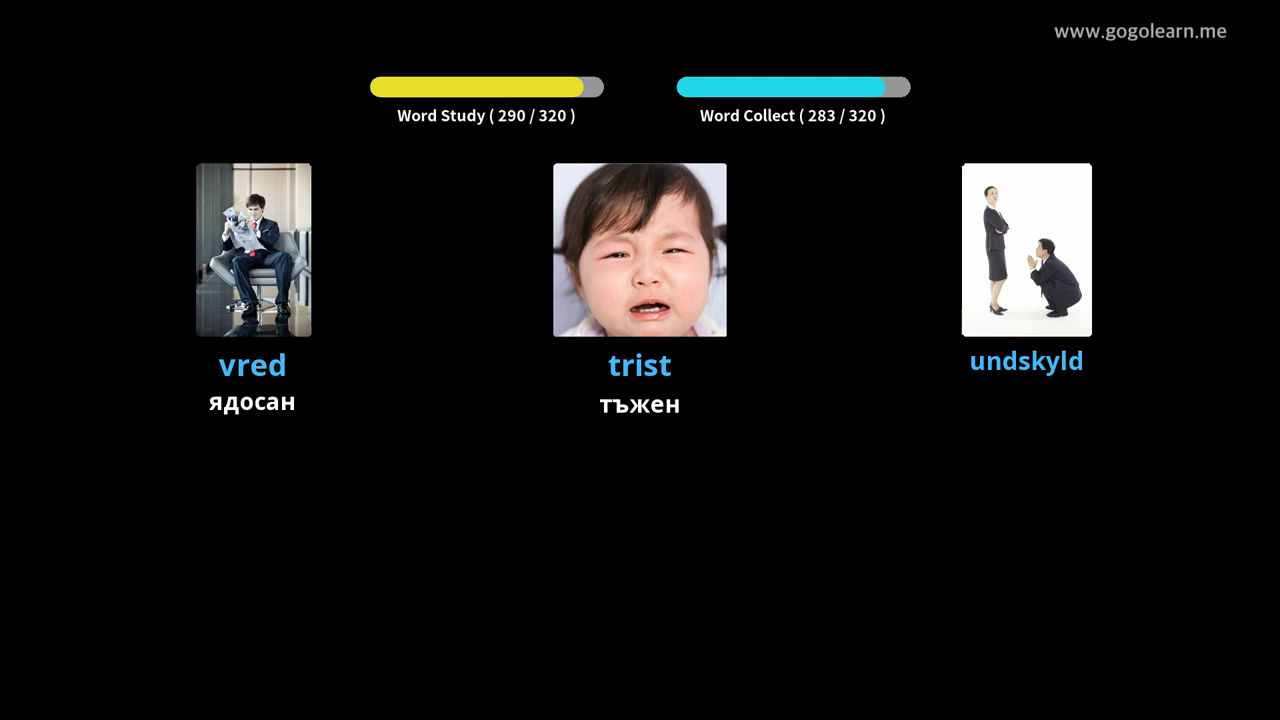 www.gogolearn.me
Word Study ( 290 / 320 )
Word Collect ( 283 / 320 )
vred
ядосан
trist
тъжен
undskyld